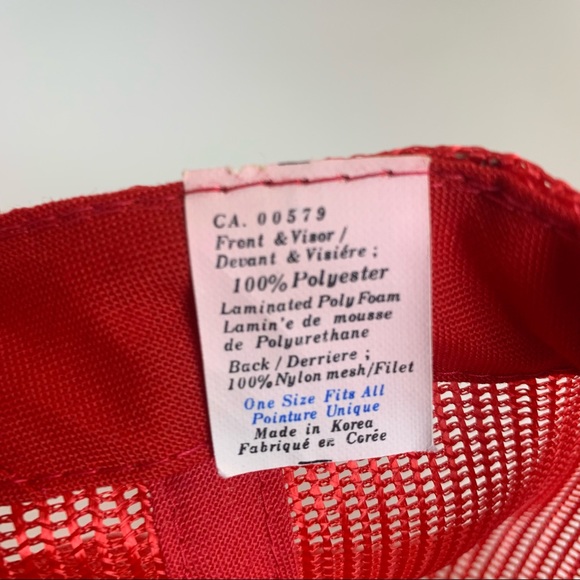 CA. 00579
Front & Visor /
Devant & Visiére ;
100% Polyester
Laminated Poly Foam
Lamin'e de mousse
de Polyurethane
Back / Derriere ;
100% Nylon mesh/Filet
One Size Fits All
Pointure Unique
Made in Korea
Fabriqué en Corée